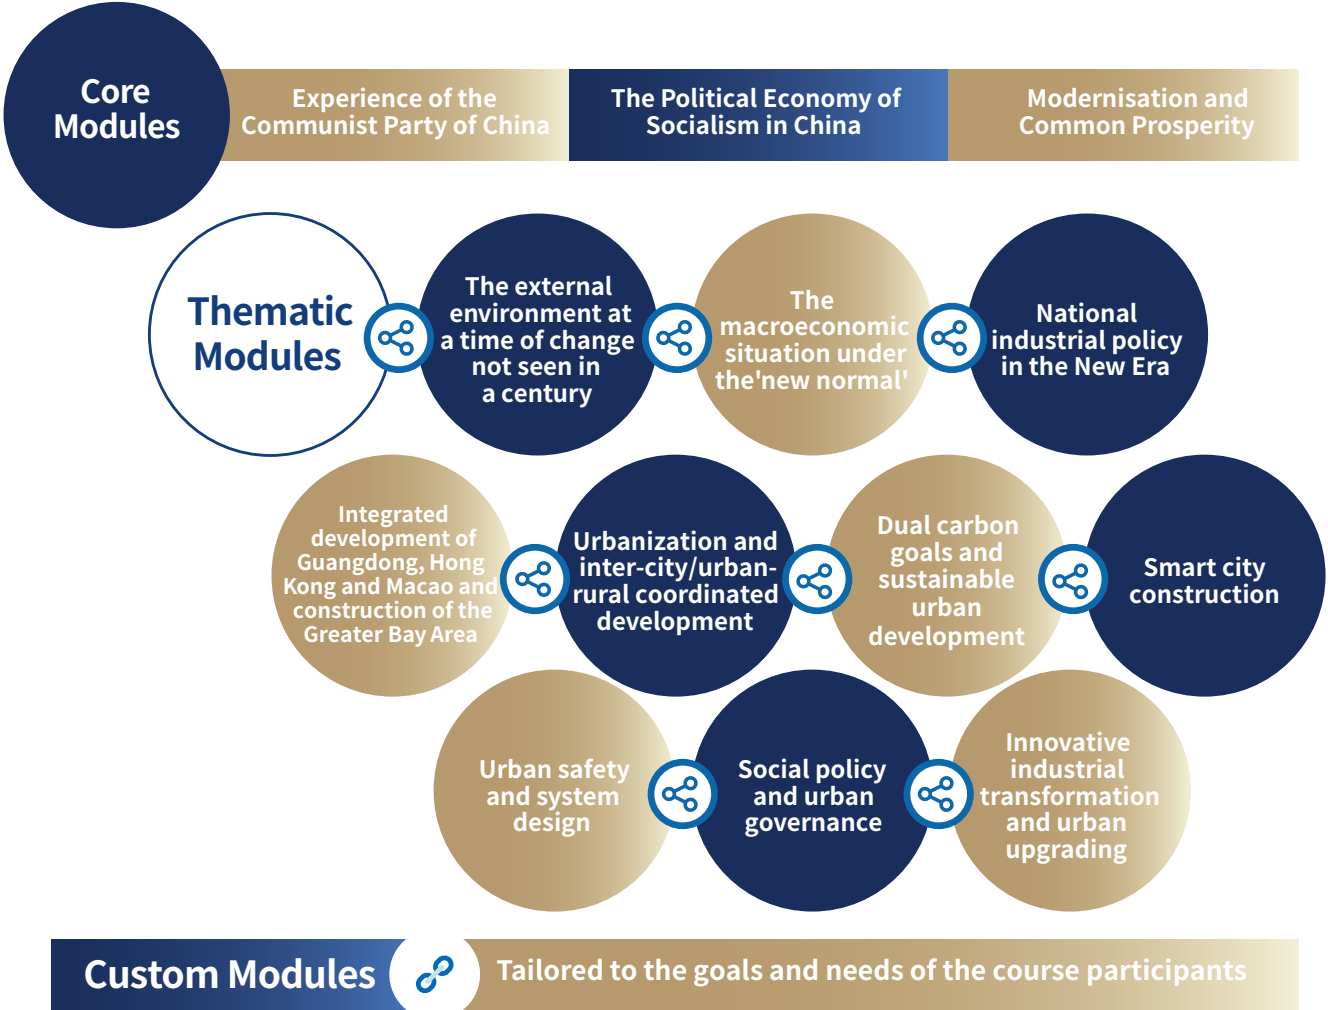 Core
Modules
Experience of the
Communist Party of China
The Political Economy of
Socialism in China
Modernisation and
Common Prosperity
Thematic
Modules
The external
environment at
a time of change
not seen in
a century
The
macroeconomic
situation under
the'new normal'
National
industrial policy
in the New Era
Integrated
development of
Guangdong, Hong
Kong and Macao and
construction of the
Greater Bay Area
Urbanization and
inter-city/urban-
rural coordinated
development
Dual carbon
goals and
sustainable
urban
development
Smart city
construction
Urban safety
and system
design
Social policy
and urban
governance
Innovative
industrial
transformation
and urban
upgrading
Custom Modules
Tailored to the goals and needs of the course participants